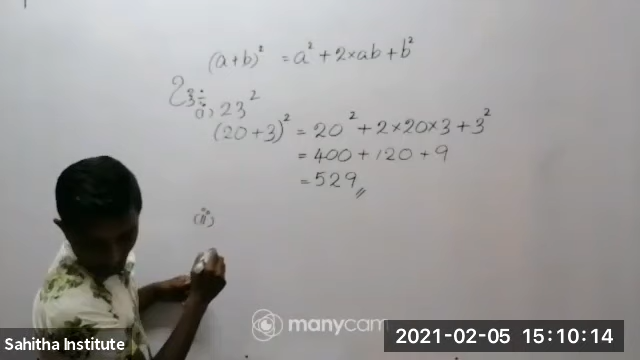 (a+b)² = a² + 2×ab + b²
(i) 23²
(20+3)² = 20² + 2×20×3 + 3²
= 400 + 120 + 9
= 529
(ii)
manycam
Sahitha Institute
2021-02-05 15:10:14